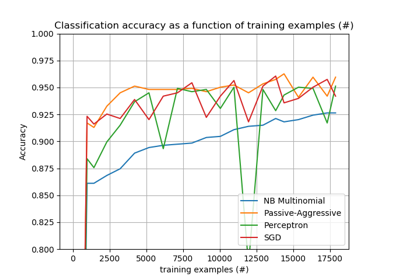 Classification accuracy as a function of training examples (#)
1.000
0.975
0.950
0.925
0.900
0.875
0.850
0.825
0.800
Accuracy
NB Multinomial
Passive-Aggressive
Perceptron
SGD
0 2500 5000 7500 10000 12500 15000 17500
training examples (#)